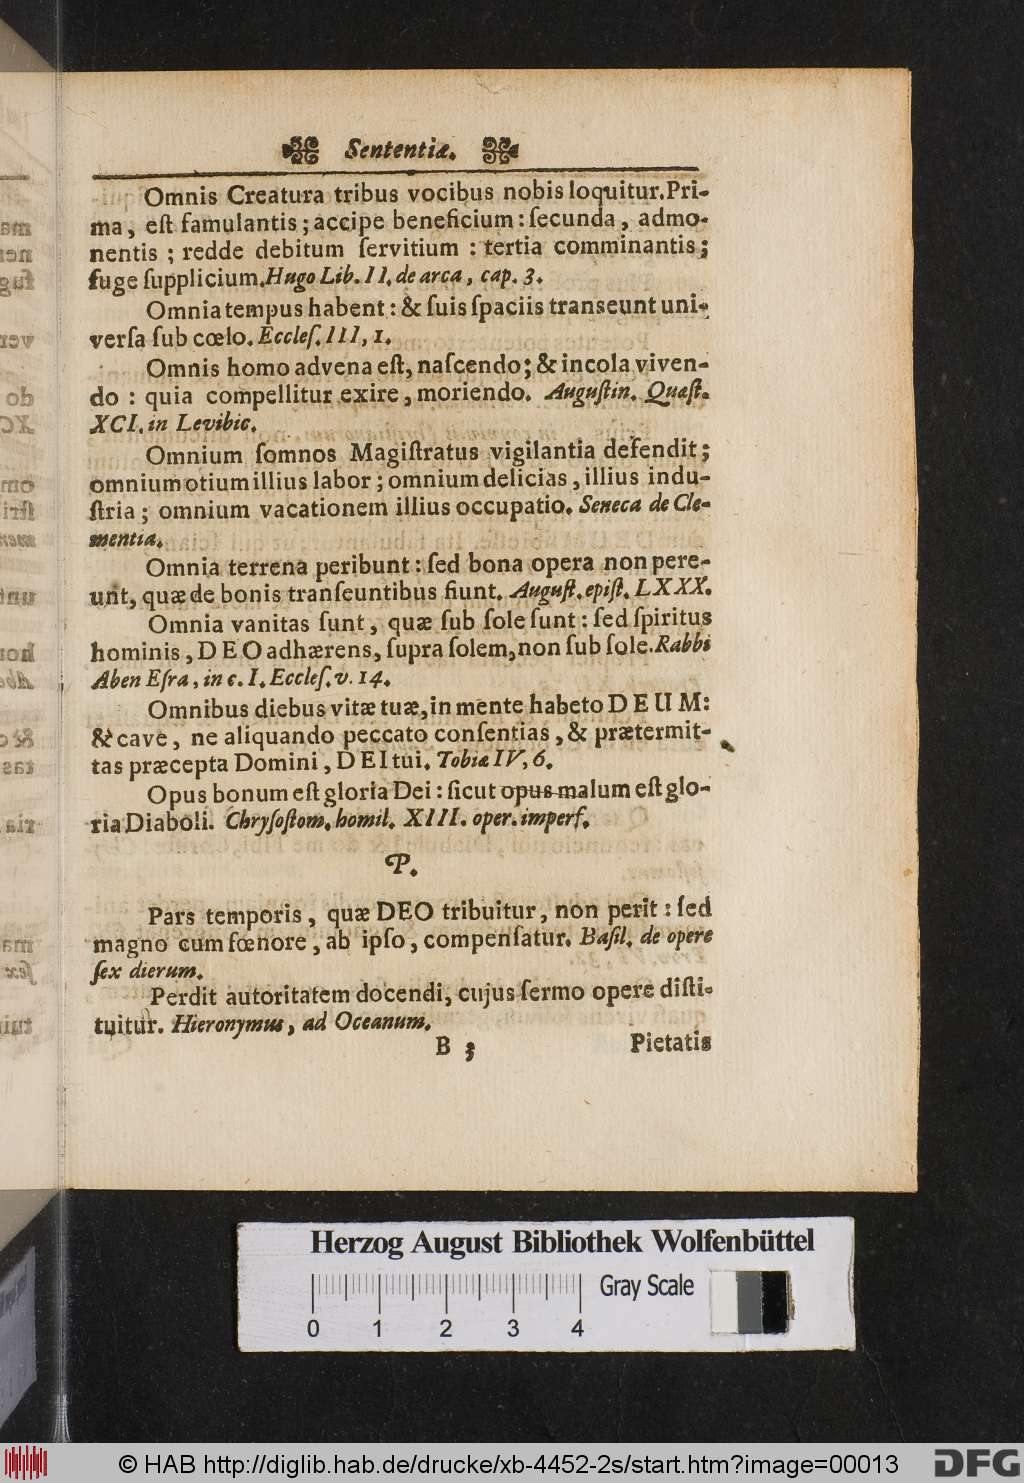 Sententiæ.
Omnis Creatura tribus vocibus nobis loquitur. Pri-
ma, eſt famulantis; accipe beneficium: ſecunda, admo-
nentis; redde debitum ſervitium: tertia comminantis;
fuge ſupplicium. Hugo Lib. II. de arca, cap. 3.
Omnia tempus habent: & ſuis ſpaciis transeunt uni-
verſa ſub cœlo. Eccleſ. III, 1.
Omnis homo advena eſt, naſcendo; & incola viven-
do: quia compellitur exire, moriendo. Auguſtin. Quæſt.
XCI. in Levibic.
Omnium ſomnos Magiſtratus vigilantia defendit;
omnium otium illius labor; omnium delicias, illius indu-
ſtria; omnium vacationem illius occupatio. Seneca de Cle-
mentia.
Omnia terrena peribunt: ſed bona opera non pere-
unt, quæ de bonis tranſeuntibus fiunt. Auguſt. epiſt. LXXX.
Omnia vanitas ſunt, quæ ſub ſole ſunt: ſed ſpiritus
hominis, DEO adhærens, ſupra ſolem, non ſub ſole. Rabbi
Aben Eſra, in c. I. Eccleſ. v. 14.
Omnibus diebus vitæ tuæ, in mente habeto DEUM:
& cave, ne aliquando peccato conſentias, & prætermit-
tas præcepta Domini, DEI tui. Tobiæ IV, 6.
Opus bonum eſt gloria Dei: ſicut opus malum eſt glo-
ria Diaboli. Chryſoſtom. homil. XIII. oper. imperf.
P.
Pars temporis, quæ DEO tribuitur, non perit: ſed
magno cum fœnore, ab ipſo, compenſatur. Baſil. de opere
ſex dierum.
Perdit autoritatem docendi, cujus ſermo opere diſti-
tuitur. Hieronymus, ad Oceanum.
B 3 Pietatis
Herzog August Bibliothek Wolfenbüttel
Gray Scale
0 1 2 3 4
© HAB http://diglib.hab.de/drucke/xb-4452-2s/start.htm?image=00013
DFG